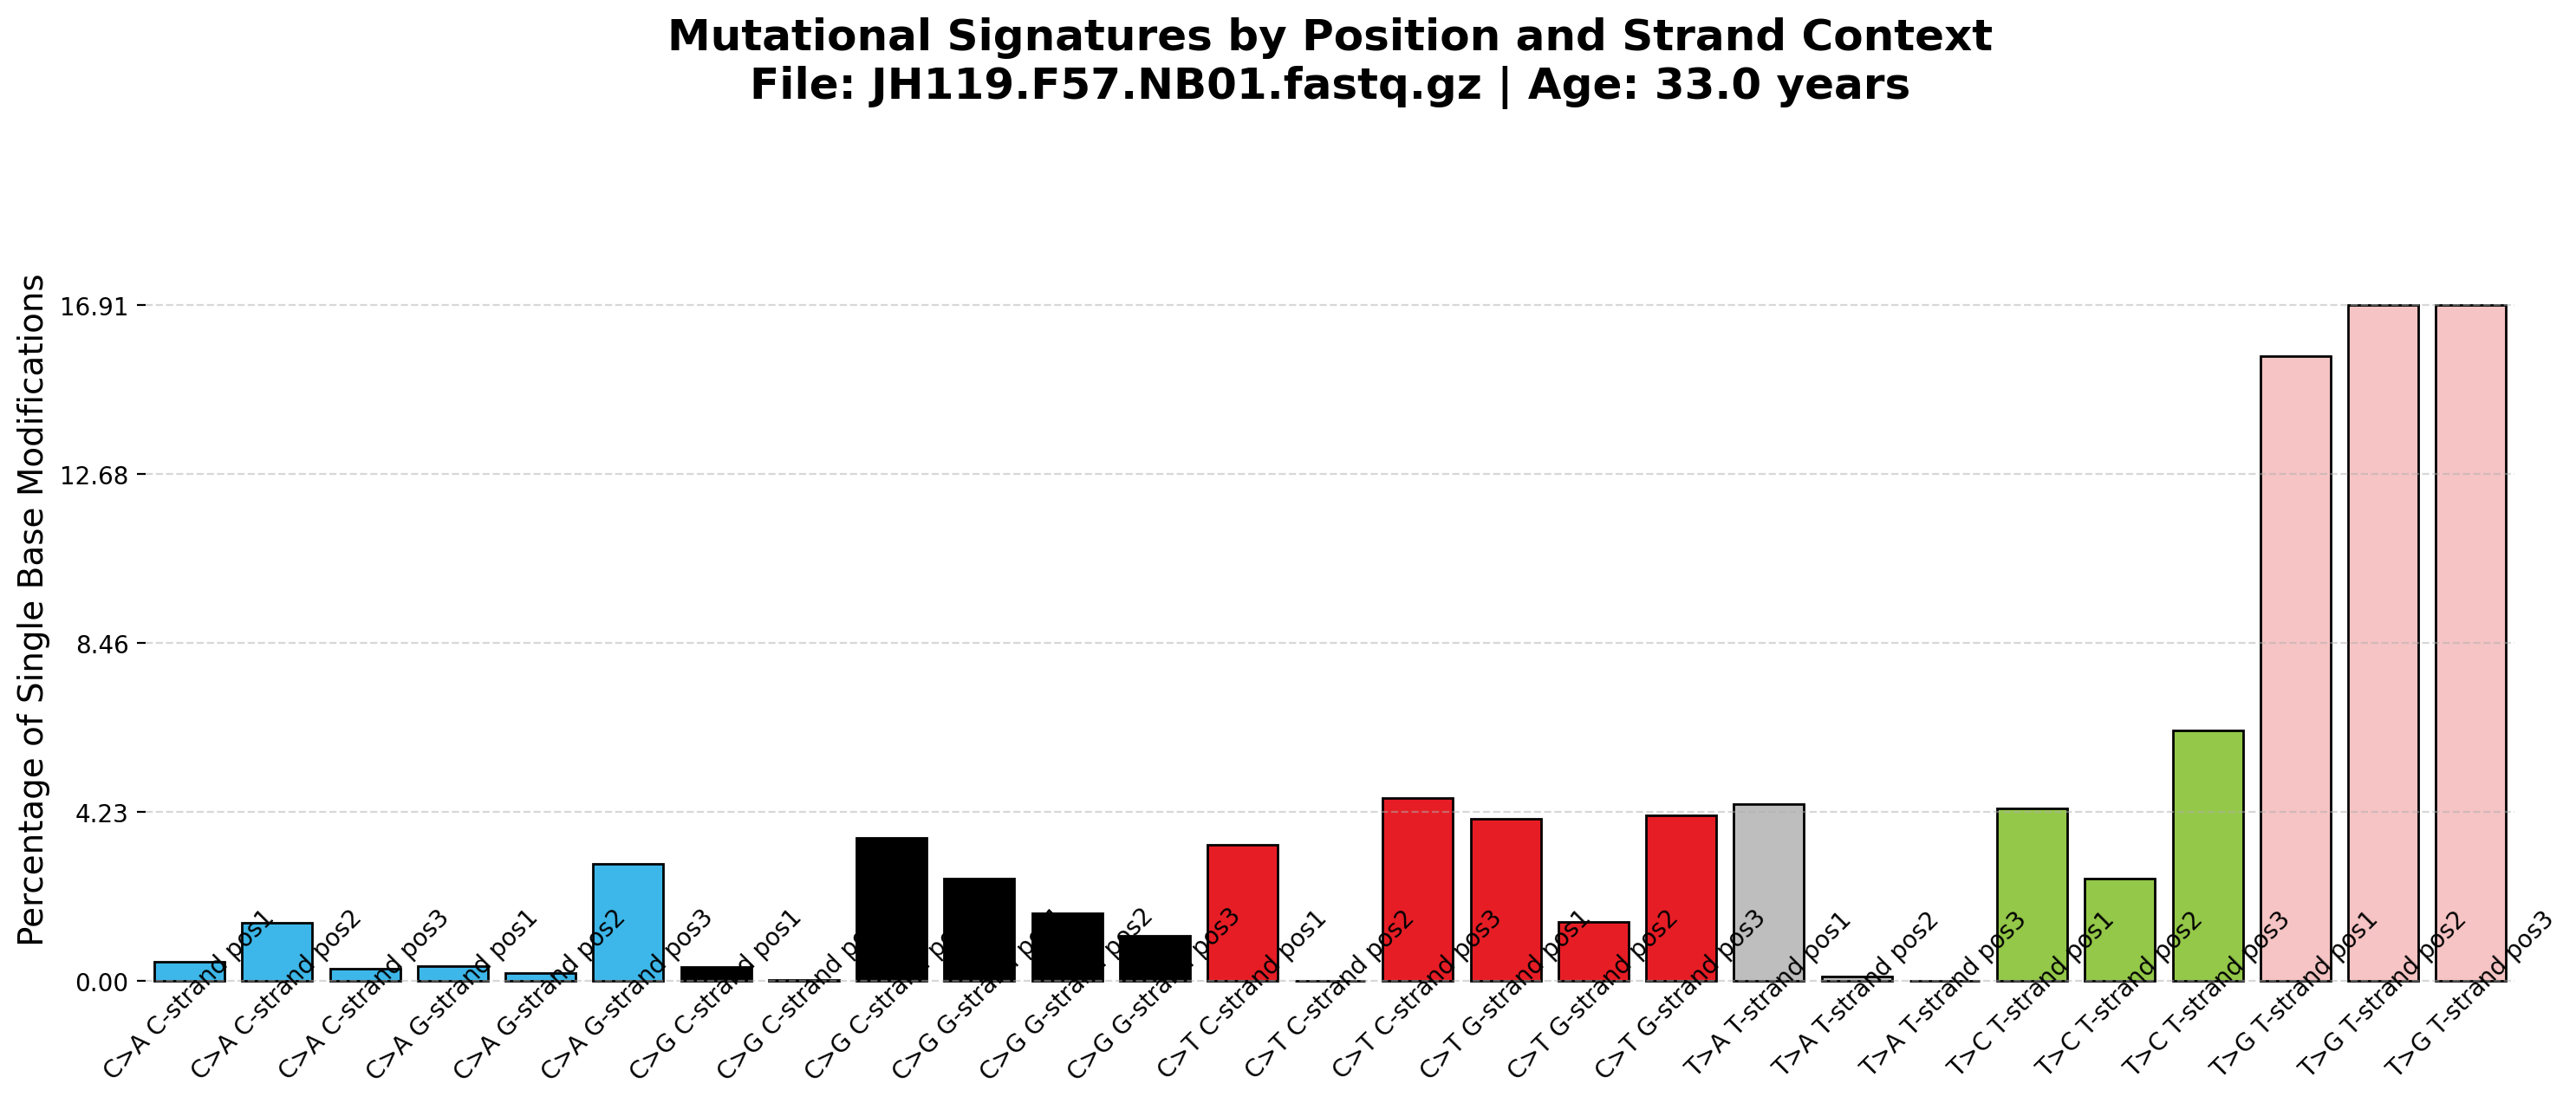 Mutational Signatures by Position and Strand Context
File: JH119.F57.NB01.fastq.gz | Age: 33.0 years
Percentage of Single Base Modifications
16.91
12.68
8.46
4.23
0.00
C>A C-strand pos1
C>A C-strand pos2
C>A C-strand pos3
C>A G-strand pos1
C>A G-strand pos2
C>A G-strand pos3
C>G C-strand pos1
C>G C-strand pos2
C>G C-strand pos3
C>G G-strand pos1
C>G G-strand pos2
C>G G-strand pos3
C>T C-strand pos1
C>T C-strand pos2
C>T C-strand pos3
C>T G-strand pos1
C>T G-strand pos2
C>T G-strand pos3
T>A T-strand pos1
T>A T-strand pos2
T>A T-strand pos3
T>C T-strand pos1
T>C T-strand pos2
T>C T-strand pos3
T>G T-strand pos1
T>G T-strand pos2
T>G T-strand pos3